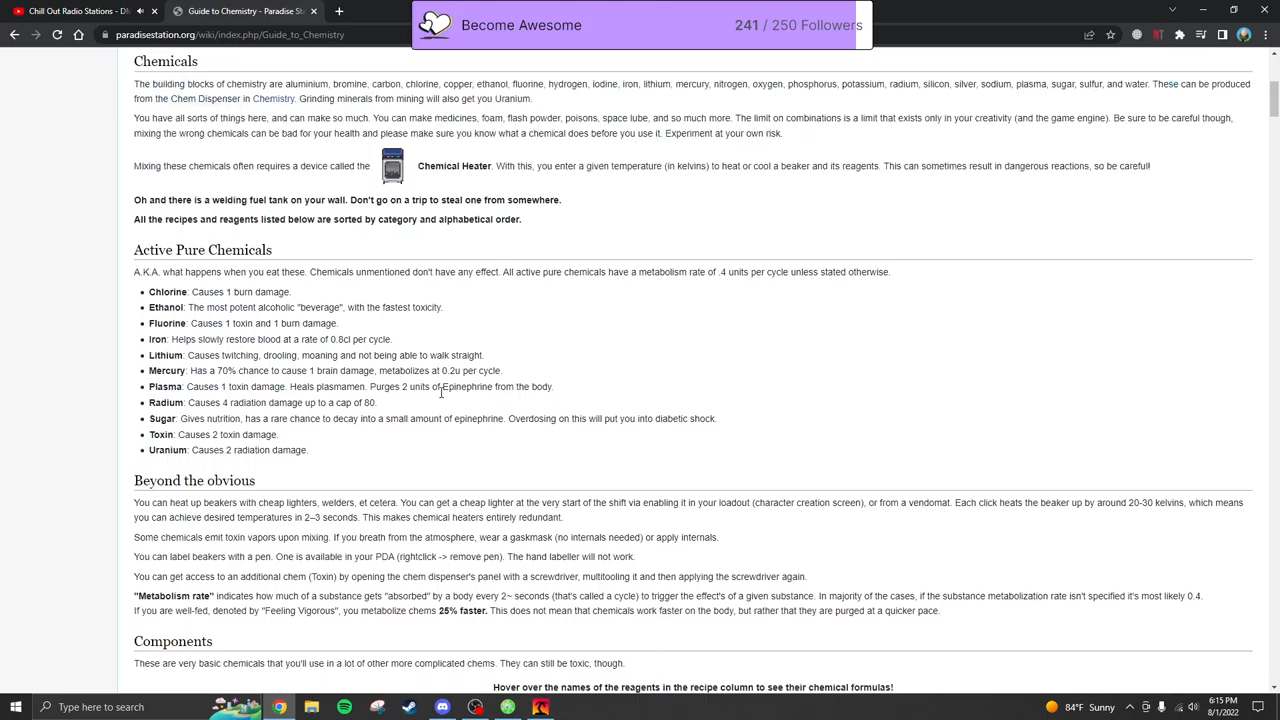 Chill Out Radio Stations - D
Guide to Chemistry - Paradise St
Become Awesome
241 / 250 Followers
paradisestation.org/wiki/index.php/Guide_to_Chemistry
Chemicals
The building blocks of chemistry are aluminium, bromine, carbon, chlorine, copper, ethanol, fluorine, hydrogen, iodine, iron, lithium, mercury, nitrogen, oxygen, phosphorus, potassium, radium, silicon, silver, sodium, plasma, sugar, sulfur, and water. These can be produced
from the Chem Dispenser in Chemistry. Grinding minerals from mining will also get you Uranium.
You have all sorts of things here, and can make so much. You can make medicines, foam, flash powder, poisons, space lube, and so much more. The limit on combinations is a limit that exists only in your creativity (and the game engine). Be sure to be careful though,
mixing the wrong chemicals can be bad for your health and please make sure you know what a chemical does before you use it. Experiment at your own risk.
Mixing these chemicals often requires a device called the Chemical Heater. With this, you enter a given temperature (in kelvins) to heat or cool a beaker and its reagents. This can sometimes result in dangerous reactions, so be careful!
Oh and there is a welding fuel tank on your wall. Don't go on a trip to steal one from somewhere.
All the recipes and reagents listed below are sorted by category and alphabetical order.
Active Pure Chemicals
A.K.A. what happens when you eat these. Chemicals unmentioned don't have any effect. All active pure chemicals have a metabolism rate of .4 units per cycle unless stated otherwise.
• Chlorine: Causes 1 burn damage.
• Ethanol: The most potent alcoholic "beverage", with the fastest toxicity.
• Fluorine: Causes 1 toxin and 1 burn damage.
• Iron: Helps slowly restore blood at a rate of 0.8cl per cycle.
• Lithium: Causes twitching, drooling, moaning and not being able to walk straight.
• Mercury: Has a 70% chance to cause 1 brain damage, metabolizes at 0.2u per cycle.
• Plasma: Causes 1 toxin damage. Heals plasmamen. Purges 2 units of Epinephrine from the body.
• Radium: Causes 4 radiation damage up to a cap of 80.
• Sugar: Gives nutrition, has a rare chance to decay into a small amount of epinephrine. Overdosing on this will put you into diabetic shock.
• Toxin: Causes 2 toxin damage.
• Uranium: Causes 2 radiation damage.
Beyond the obvious
You can heat up beakers with cheap lighters, welders, et cetera. You can get a cheap lighter at the very start of the shift via enabling it in your loadout (character creation screen), or from a vendomat. Each click heats the beaker up by around 20-30 kelvins, which means
you can achieve desired temperatures in 2–3 seconds. This makes chemical heaters entirely redundant.
Some chemicals emit toxin vapors upon mixing. If you breath from the atmosphere, wear a gaskmask (no internals needed) or apply internals.
You can label beakers with a pen. One is available in your PDA (rightclick -> remove pen). The hand labeller will not work.
You can get access to an additional chem (Toxin) by opening the chem dispenser's panel with a screwdriver, multitooling it and then applying the screwdriver again.
"Metabolism rate" indicates how much of a substance gets "absorbed" by a body every 2~ seconds (that's called a cycle) to trigger the effect's of a given substance. In majority of the cases, if the substance metabolization rate isn't specified it's most likely 0.4.
If you are well-fed, denoted by "Feeling Vigorous", you metabolize chems 25% faster. This does not mean that chemicals work faster on the body, but rather that they are purged at a quicker pace.
Components
These are very basic chemicals that you'll use in a lot of other more complicated chems. They can still be toxic, though.
Hover over the names of the reagents in the recipe column to see their chemical formulas!
Type here to search
84°F Sunny
6:15 PM
8/1/2022